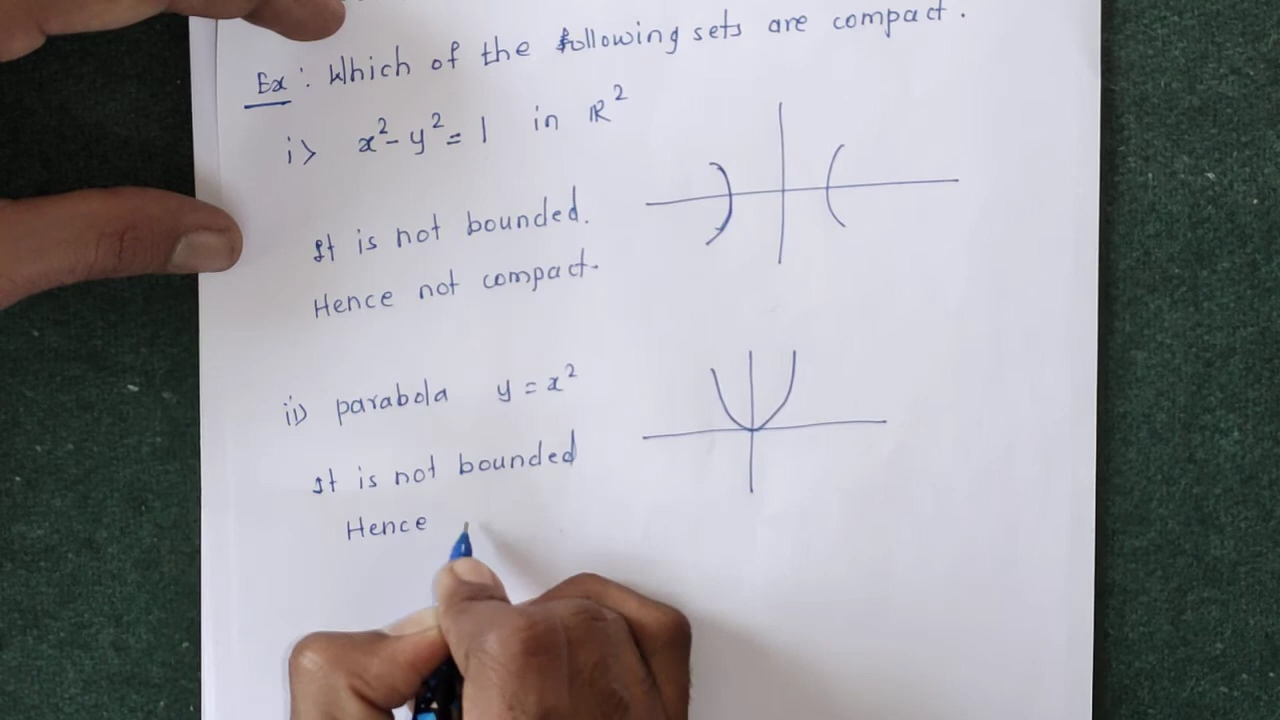 Ex : Which of the following sets are compact.
i> x² - y² = 1 in ℝ²
It is not bounded.
Hence not compact.
ii) parabola y = x²
It is not bounded
Hence